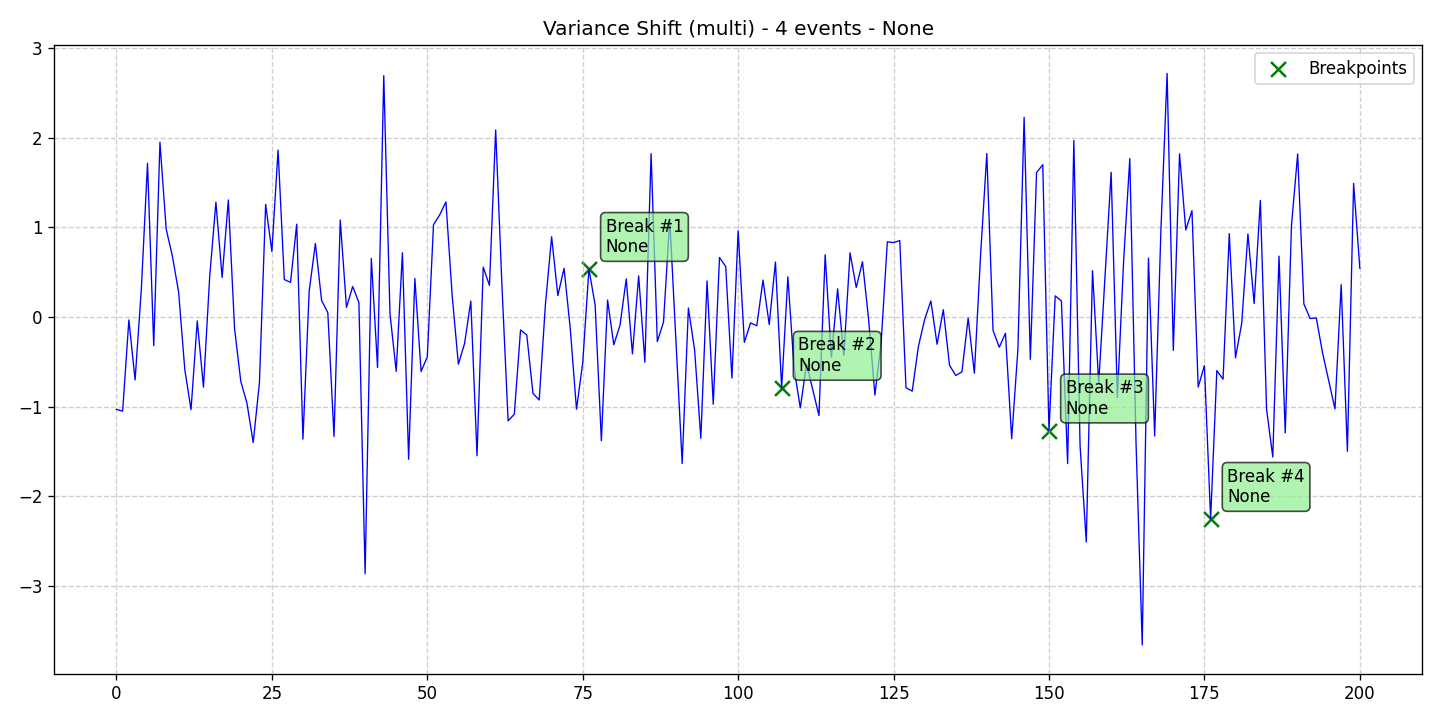 Variance Shift (multi) - 4 events - None
Breakpoints
3
2
1
0
−1
−2
−3
Break #1
None
Break #2
None
Break #3
None
Break #4
None
0 25 50 75 100 125 150 175 200